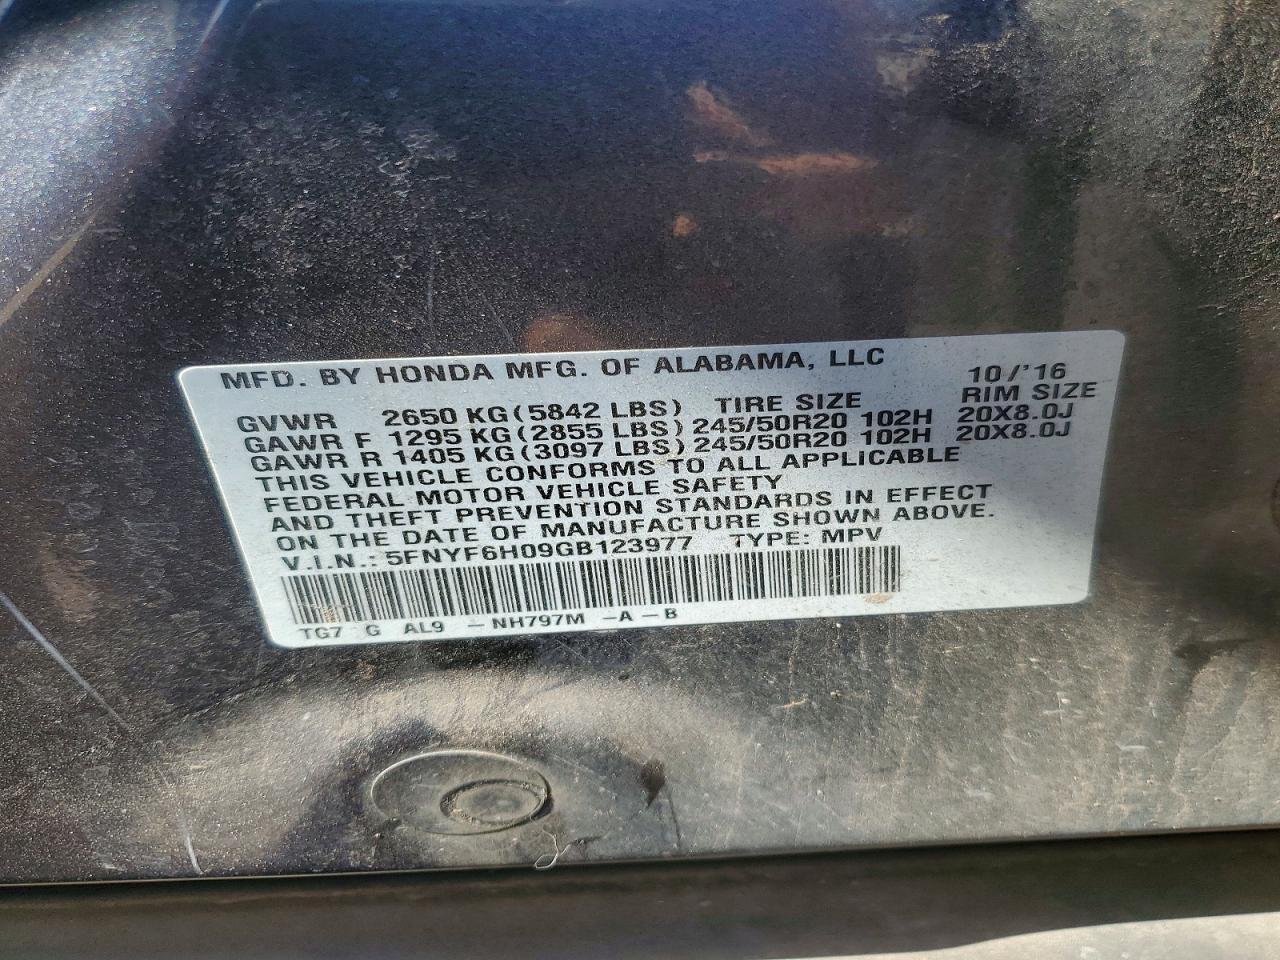 MFD. BY HONDA MFG. OF ALABAMA, LLC 10/'16
GVWR 2650 KG(5842 LBS) TIRE SIZE RIM SIZE
GAWR F 1295 KG(2855 LBS) 245/50R20 102H 20X8.0J
GAWR R 1405 KG(3097 LBS) 245/50R20 102H 20X8.0J
THIS VEHICLE CONFORMS TO ALL APPLICABLE
FEDERAL MOTOR VEHICLE SAFETY
AND THEFT PREVENTION STANDARDS IN EFFECT
ON THE DATE OF MANUFACTURE SHOWN ABOVE.
V.I.N.: 5FNYF6H09GB123977 TYPE: MPV
TG7 G AL9 -NH797M -A-B